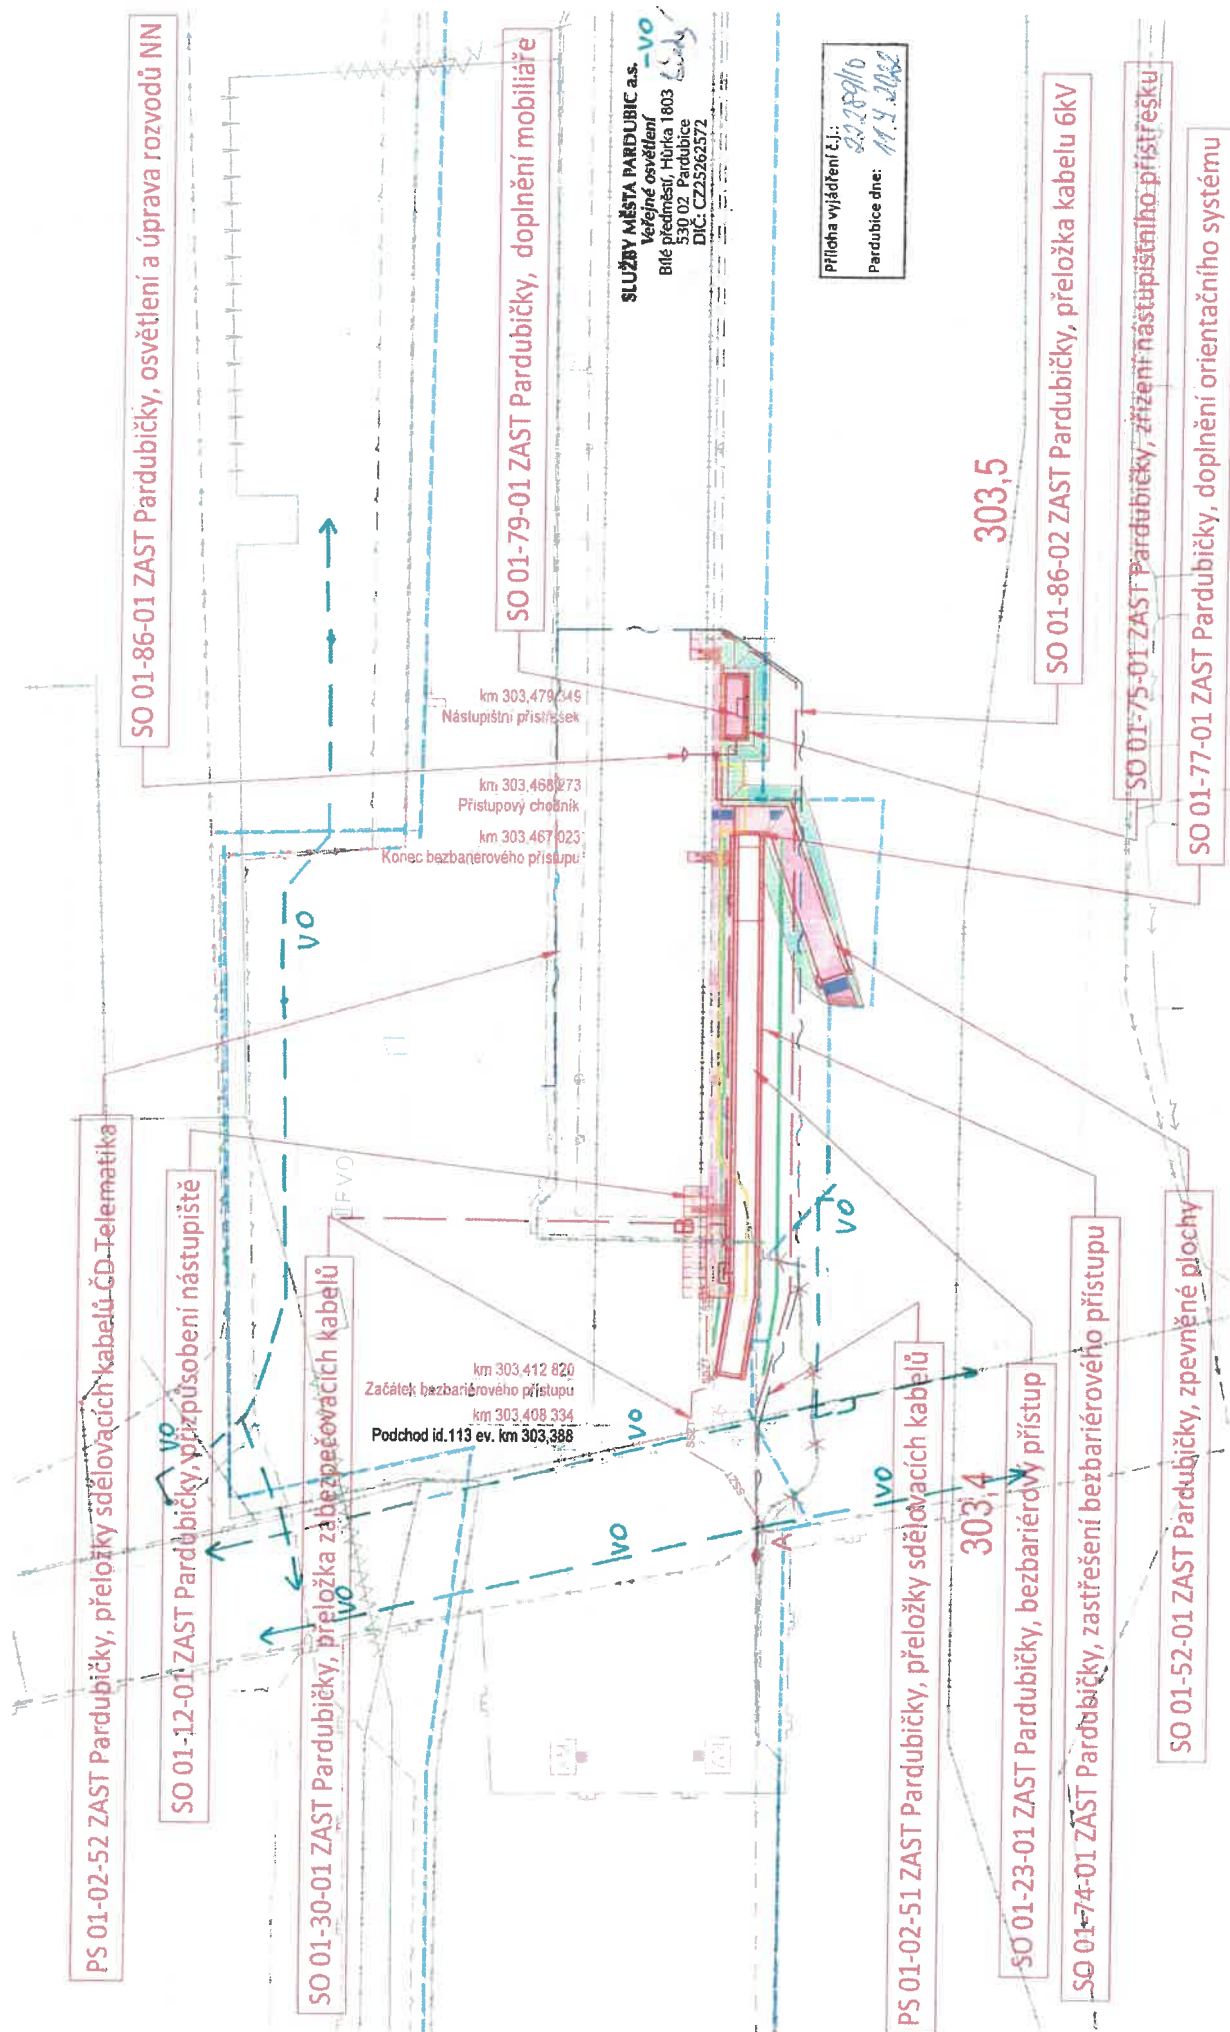 PS 01-02-52 ZAST Pardubičky, přeložky sdělovacích kabelů ČD-Telematika
SO 01-12-01 ZAST Pardubičky, přizpůsobení nástupiště
SO 01-30-01 ZAST Pardubičky, přeložka zabezpečovacích kabelů
SO 01-86-01 ZAST Pardubičky, osvětlení a úprava rozvodů NN
SO 01-79-01 ZAST Pardubičky, doplnění mobiliáře
SLUŽBY MĚSTA PARDUBIC a.s.
Veřejné osvětlení
Bílé předměstí, Hůrka 1803
530 02 Pardubice
DIČ: CZ25262572
-VO
Příloha vyjádření č.j.:
Pardubice dne: 11.4.2022
km 303,479 349
Nástupištní přístřešek
km 303,468 273
Přístupový chodník
km 303,467 023
Konec bezbariérového přístupu
km 303,412 820
Začátek bezbariérového přístupu
km 303,408 334
Podchod id.113 ev. km 303,388
VO
VO
VO
VO
VO
VO
VO
RVO
B
A
SSZT
SSZT
SSZT
303,4
303,5
PS 01-02-51 ZAST Pardubičky, přeložky sdělovacích kabelů
SO 01-23-01 ZAST Pardubičky, bezbariérový přístup
SO 01-74-01 ZAST Pardubičky, zastřešení bezbariérového přístupu
SO 01-52-01 ZAST Pardubičky, zpevněné plochy
SO 01-86-02 ZAST Pardubičky, přeložka kabelu 6kV
SO 01-75-01 ZAST Pardubičky, zřízení nástupištního přístřešku
SO 01-77-01 ZAST Pardubičky, doplnění orientačního systému